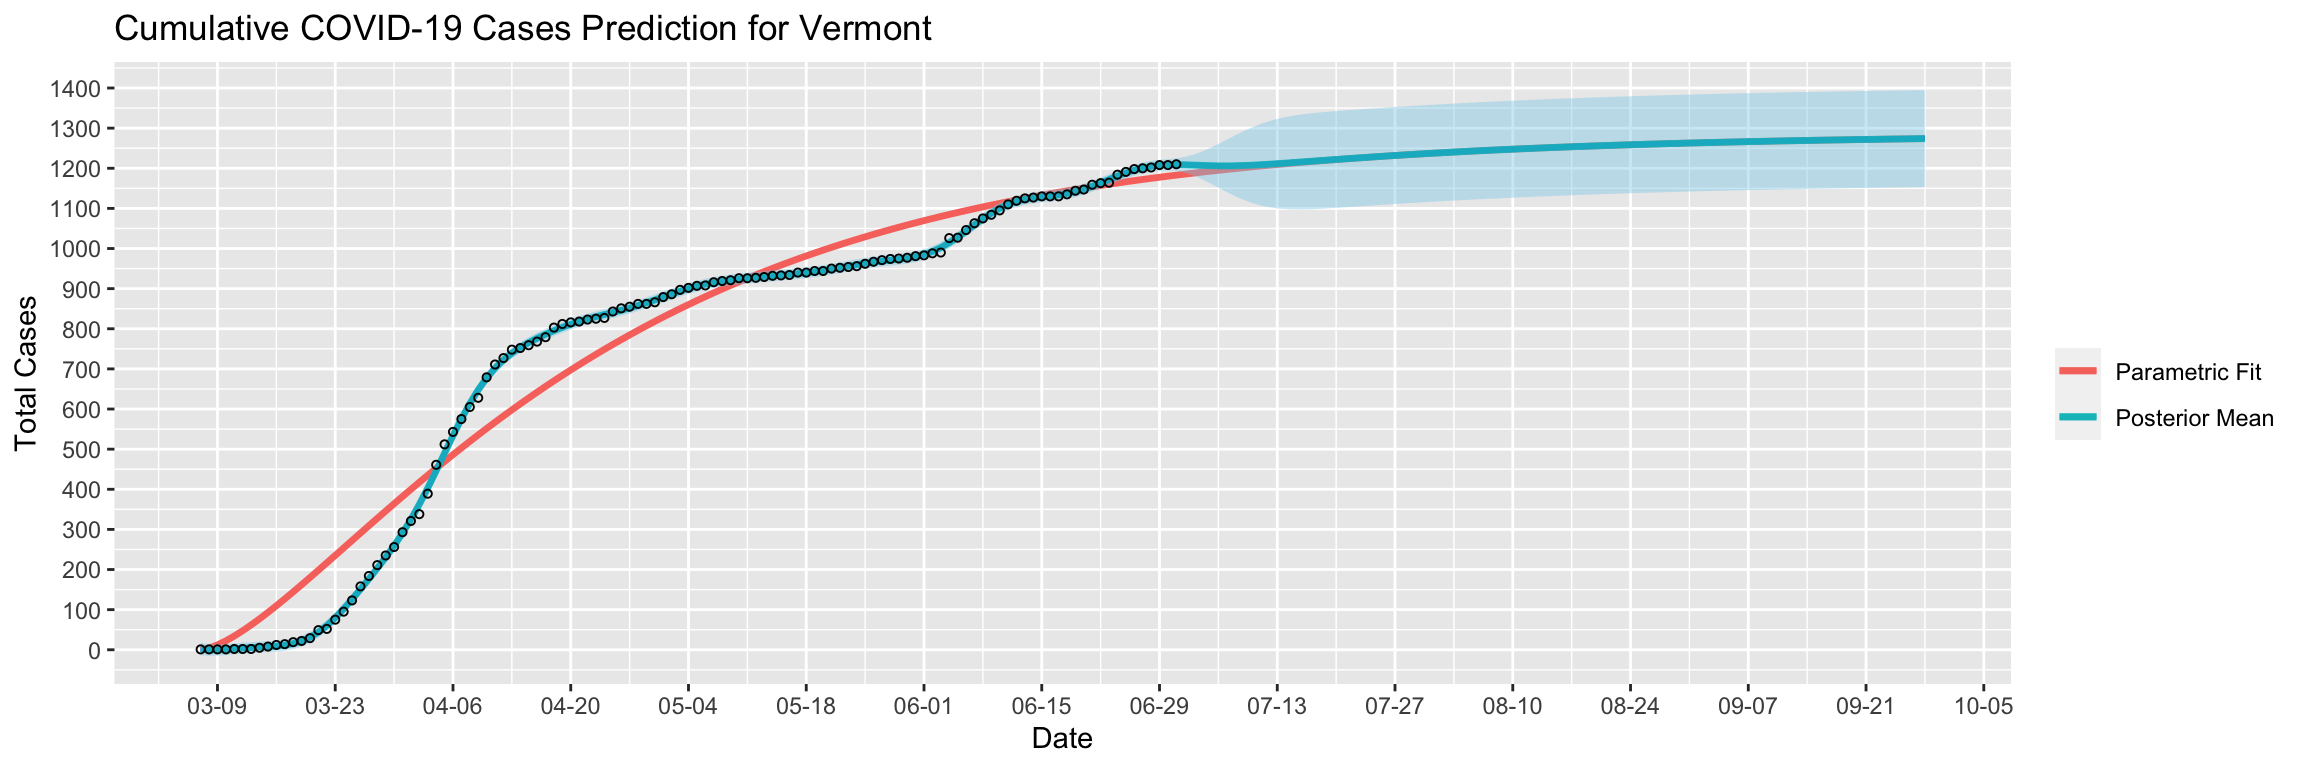 Cumulative COVID-19 Cases Prediction for Vermont
1400
1300
1200
1100
1000
900
800
700
600
500
400
300
200
100
0
Total Cases
03-09 03-23 04-06 04-20 05-04 05-18 06-01 06-15 06-29 07-13 07-27 08-10 08-24 09-07 09-21 10-05
Date
Parametric Fit
Posterior Mean